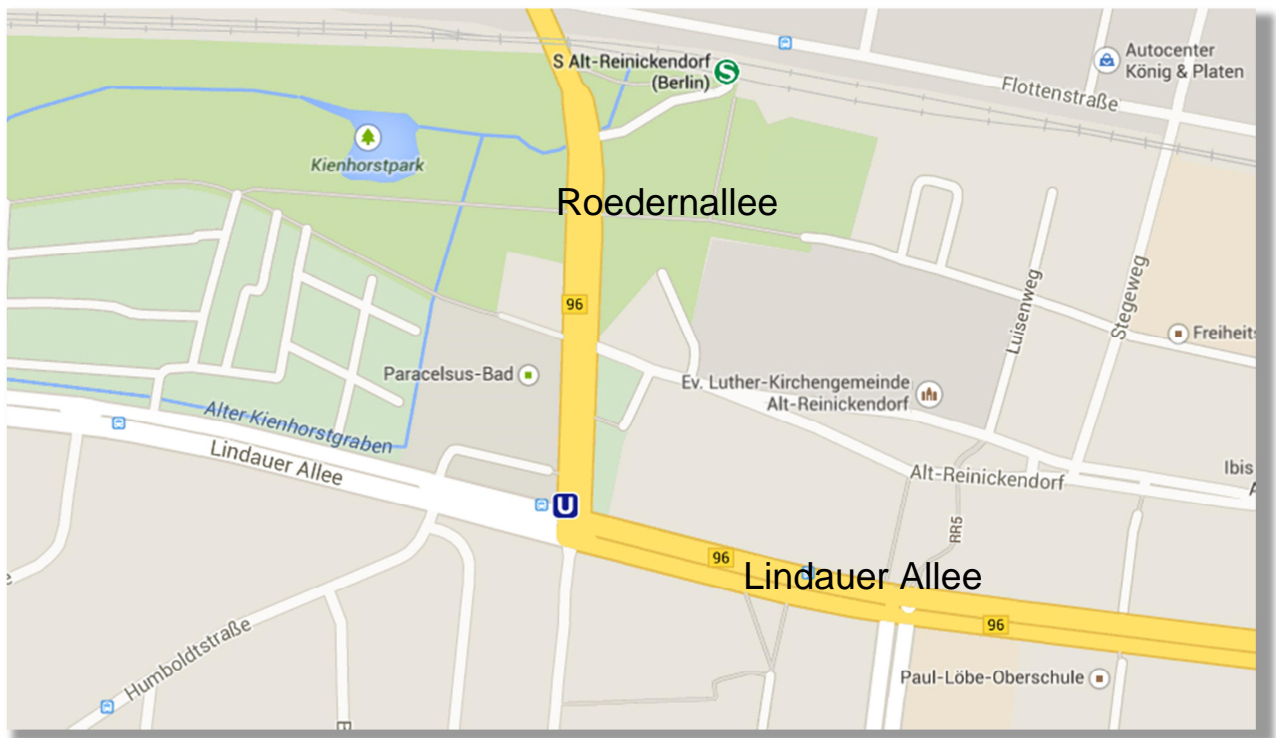 S Alt-Reinickendorf
(Berlin)
S
Autocenter
König & Platen
Flottenstraße
Kienhorstpark
Roedernallee
96
Luisenweg
Stegeweg
Freiheits
Paracelsus-Bad
Ev. Luther-Kirchengemeinde
Alt-Reinickendorf
Alter Kienhorstgraben
Lindauer Allee
Alt-Reinickendorf
Ibis
A
U
RR5
96
Lindauer Allee
96
Humboldtstraße
Paul-Löbe-Oberschule
E